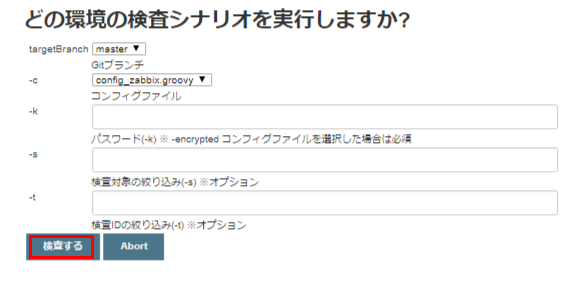 どの環境の検査シナリオを実行しますか?
targetBranch master ▼
Gitブランチ
-c config_zabbix.groovy ▼
コンフィグファイル
-k
パスワード(-k) ※ -encrypted コンフィグファイルを選択した場合は必須
-s
検査対象の絞り込み(-s) ※オプション
-t
検査IDの絞り込み(-t) ※オプション
検査する Abort